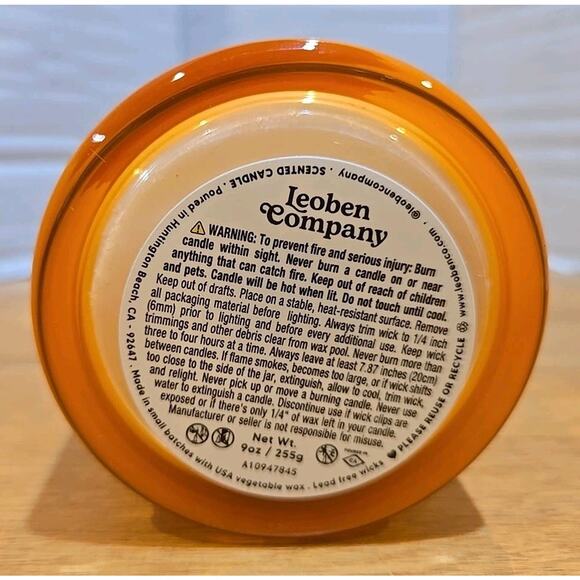 @leobencompany · SCENTED CANDLE · Poured in Huntington Beach, CA - 92647 · Made in small batches with USA vegetable wax · Lead free wicks · ♥ PLEASE REUSE OR RECYCLE · www.leobenco.com ·
Leoben
Company
⚠ WARNING: To prevent fire and serious injury: Burn
candle within sight. Never burn a candle on or near
anything that can catch fire. Keep out of reach of children
and pets. Candle will be hot when lit. Do not touch until cool.
Keep out of drafts. Place on a stable, heat-resistant surface. Remove
all packaging material before lighting. Always trim wick to 1/4 inch
(6mm) prior to lighting and before every additional use. Keep wick
trimmings and other debris clear from wax pool. Never burn more than
three to four hours at a time. Always leave at least 7.87 inches (20cm)
between candles. If flame smokes, becomes too large, or if wick shifts
too close to the side of the jar, extinguish, allow to cool, trim wick,
and relight. Never pick up or move a burning candle. Never use
water to extinguish a candle. Discontinue use if wick clips are
exposed or if there's only 1/4" of wax left in your candle.
Manufacturer or seller is not responsible for misuse.
Net Wt.
9oz / 255g
A10947845
CA